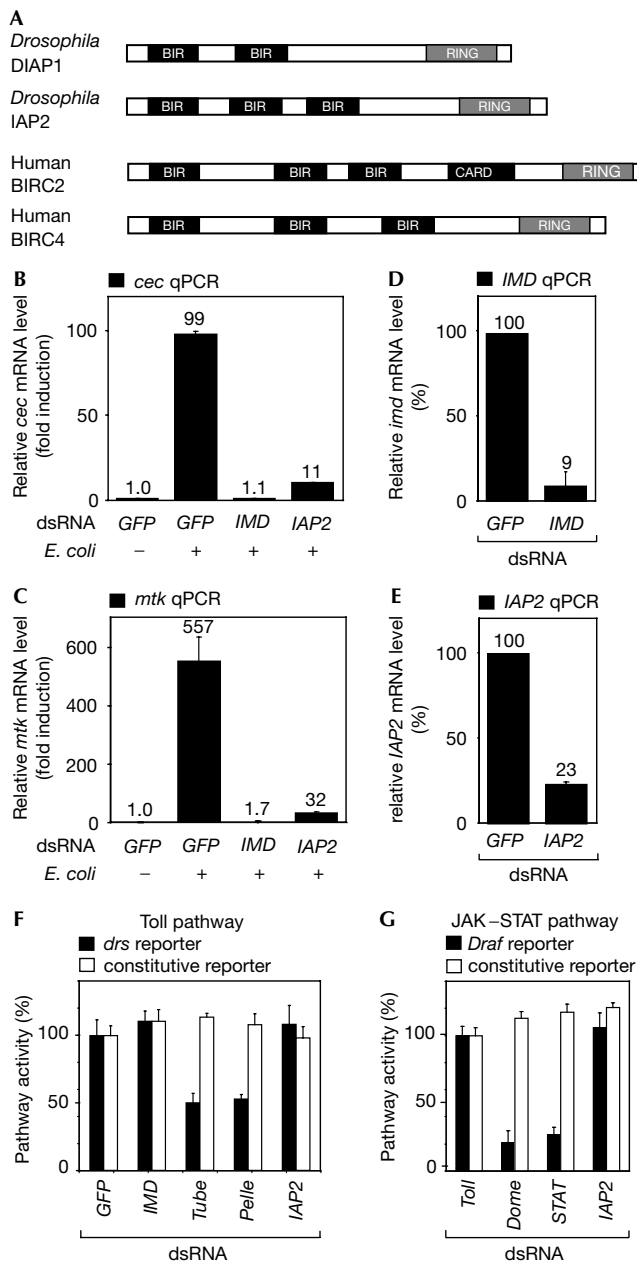 A
Drosophila
DIAP1
BIR BIR RING
Drosophila
IAP2
BIR BIR BIR RING
Human
BIRC2
BIR BIR BIR CARD RING
Human
BIRC4
BIR BIR BIR RING
B
cec qPCR
Relative cec mRNA level
(fold induction)
100
50
0
1.0 99 1.1 11
dsRNA GFP GFP IMD IAP2
E. coli – + + +
D
IMD qPCR
Relative imd mRNA level
(%)
100
50
0
100 9
GFP IMD
dsRNA
C
mtk qPCR
Relative mtk mRNA level
(fold induction)
600
400
200
0
1.0 557 1.7 32
dsRNA GFP GFP IMD IAP2
E. coli – + + +
E
IAP2 qPCR
relative IAP2 mRNA level
(%)
100
50
0
100 23
GFP IAP2
dsRNA
F
Toll pathway
drs reporter
constitutive reporter
Pathway activity (%)
100
50
0
GFP IMD Tube Pelle IAP2
dsRNA
G
JAK–STAT pathway
Draf reporter
constitutive reporter
Pathway activity (%)
100
50
0
Toll Dome STAT IAP2
dsRNA